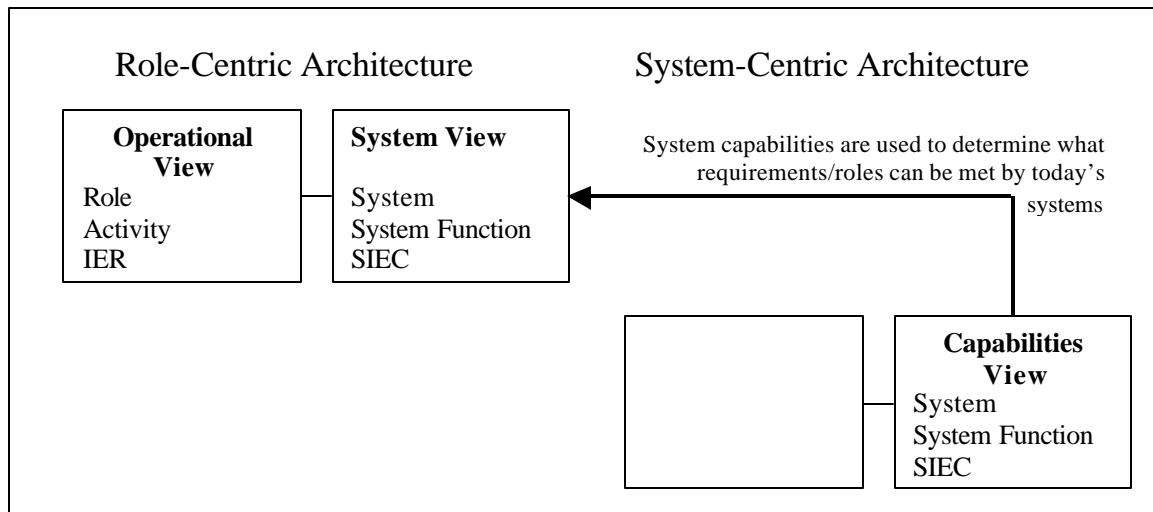 Role-Centric Architecture
System-Centric Architecture
Operational
View
Role
Activity
IER
System View
System
System Function
SIEC
System capabilities are used to determine what
requirements/roles can be met by today’s
systems
Capabilities
View
System
System Function
SIEC